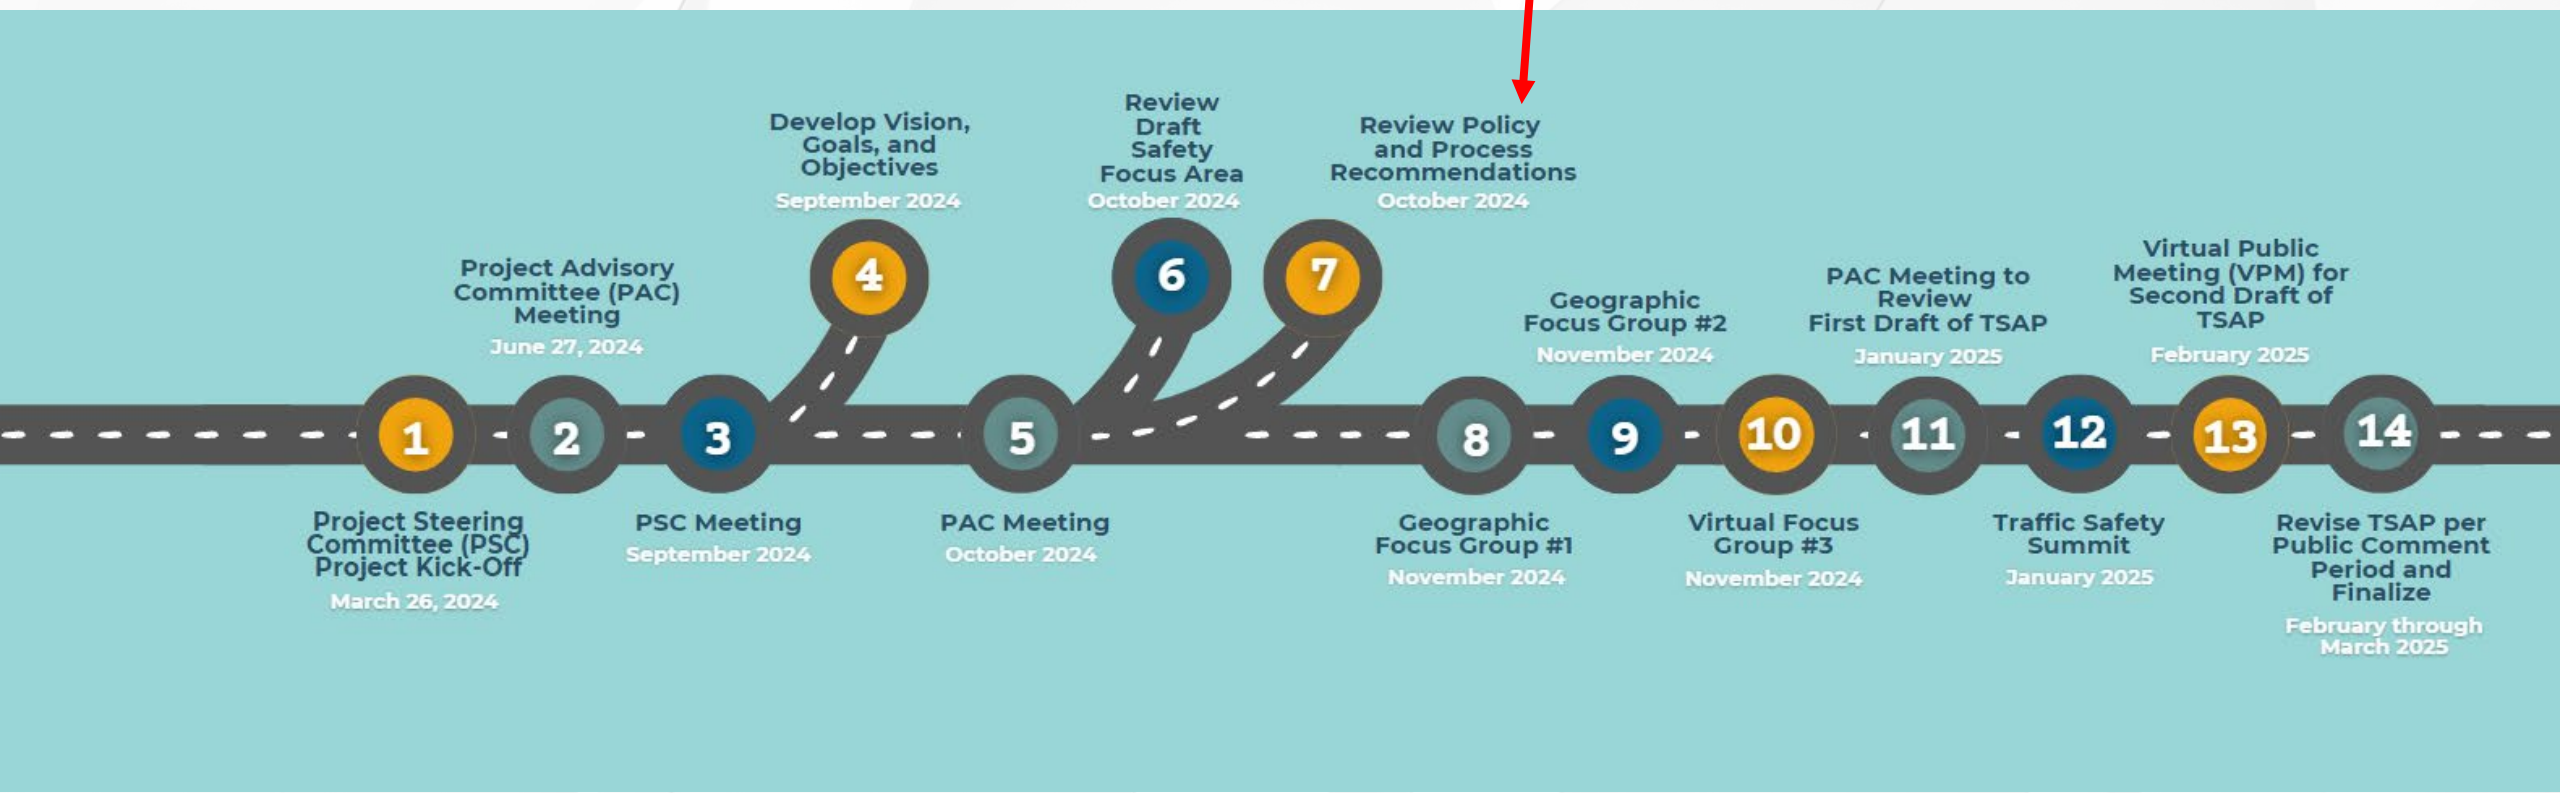 1
Project Steering
Committee (PSC)
Project Kick-Off
March 26, 2024
Project Advisory
Committee (PAC)
Meeting
June 27, 2024
2
3
PSC Meeting
September 2024
Develop Vision,
Goals, and
Objectives
September 2024
4
5
PAC Meeting
October 2024
Review
Draft
Safety
Focus Area
October 2024
6
Review Policy
and Process
Recommendations
October 2024
7
8
Geographic
Focus Group #1
November 2024
Geographic
Focus Group #2
November 2024
9
10
Virtual Focus
Group #3
November 2024
PAC Meeting to
Review
First Draft of TSAP
January 2025
11
12
Traffic Safety
Summit
January 2025
Virtual Public
Meeting (VPM) for
Second Draft of
TSAP
February 2025
13
14
Revise TSAP per
Public Comment
Period and
Finalize
February through
March 2025